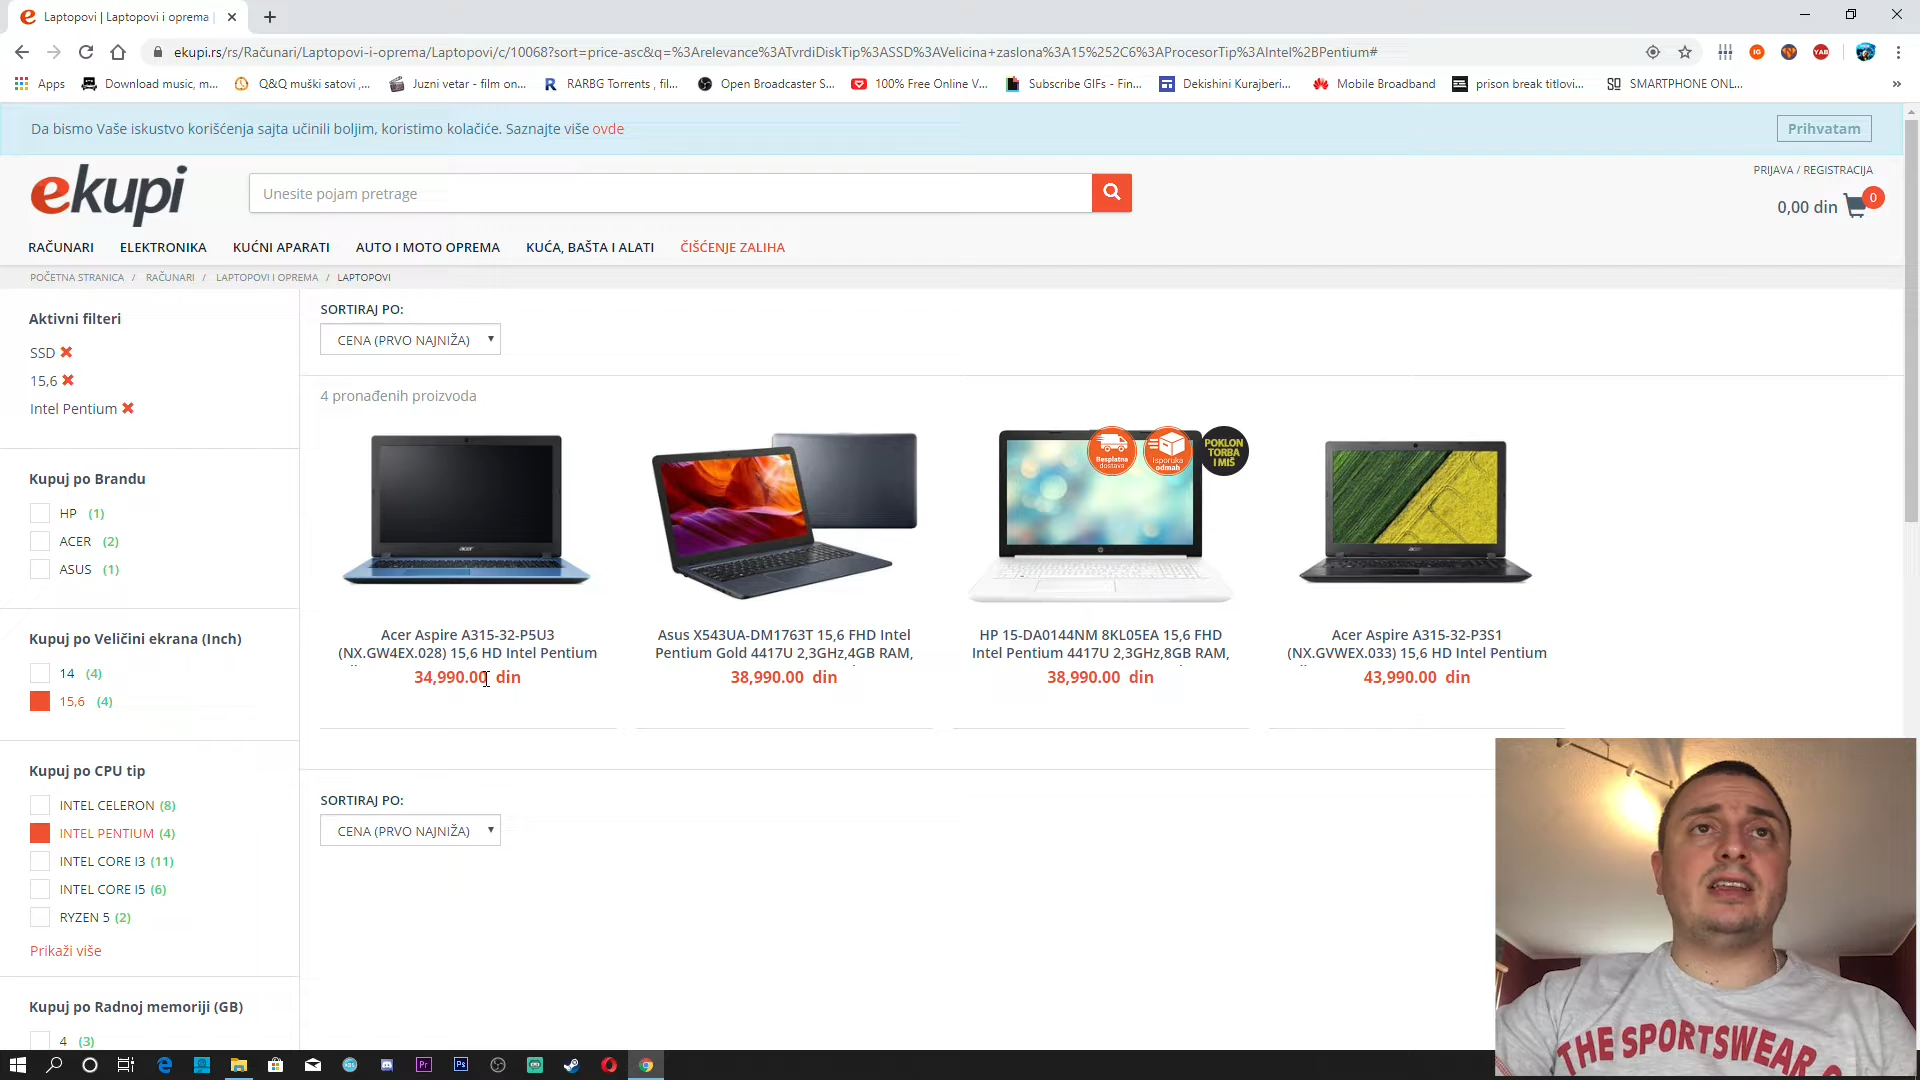 Laptopovi | Laptopovi i oprema |
ekupi.rs/rs/Računari/Laptopovi-i-oprema/Laptopovi/c/10068?sort=price-asc&q=%3Arelevance%3ATvrdiDiskTip%3ASSD%3AVelicina+zaslona%3A15%252C6%3AProcesorTip%3AIntel%2BPentium#
IG
YAB
Apps
Download music, m...
Q&Q muški satovi ,...
Juzni vetar - film on...
RARBG Torrents , fil...
Open Broadcaster S...
100% Free Online V...
Subscribe GIFs - Fin...
Dekishini Kurajberi...
Mobile Broadband
prison break titlovi...
SMARTPHONE ONL...
Da bismo Vaše iskustvo korišćenja sajta učinili boljim, koristimo kolačiće. Saznajte više ovde
Prihvatam
ekupi
Unesite pojam pretrage
PRIJAVA / REGISTRACIJA
0,00 din
0
RAČUNARI
ELEKTRONIKA
KUĆNI APARATI
AUTO I MOTO OPREMA
KUĆA, BAŠTA I ALATI
ČIŠĆENJE ZALIHA
POČETNA STRANICA / RAČUNARI / LAPTOPOVI I OPREMA / LAPTOPOVI
Aktivni filteri
SSD
15,6
Intel Pentium
Kupuj po Brandu
HP (1)
ACER (2)
ASUS (1)
Kupuj po Veličini ekrana (Inch)
14 (4)
15,6 (4)
Kupuj po CPU tip
INTEL CELERON (8)
INTEL PENTIUM (4)
INTEL CORE I3 (11)
INTEL CORE I5 (6)
RYZEN 5 (2)
Prikaži više
Kupuj po Radnoj memoriji (GB)
4 (3)
SORTIRAJ PO:
CENA (PRVO NAJNIŽA)
4 pronađenih proizvoda
Besplatna
dostava
Isporuka
odmah
POKLON
TORBA
I MIŠ
Acer Aspire A315-32-P5U3
(NX.GW4EX.028) 15,6 HD Intel Pentium
34,990.00 din
Asus X543UA-DM1763T 15,6 FHD Intel
Pentium Gold 4417U 2,3GHz,4GB RAM,
38,990.00 din
HP 15-DA0144NM 8KL05EA 15,6 FHD
Intel Pentium 4417U 2,3GHz,8GB RAM,
38,990.00 din
Acer Aspire A315-32-P3S1
(NX.GVWEX.033) 15,6 HD Intel Pentium
43,990.00 din
SORTIRAJ PO:
CENA (PRVO NAJNIŽA)
THE SPORTSWEAR
Pr
Ps